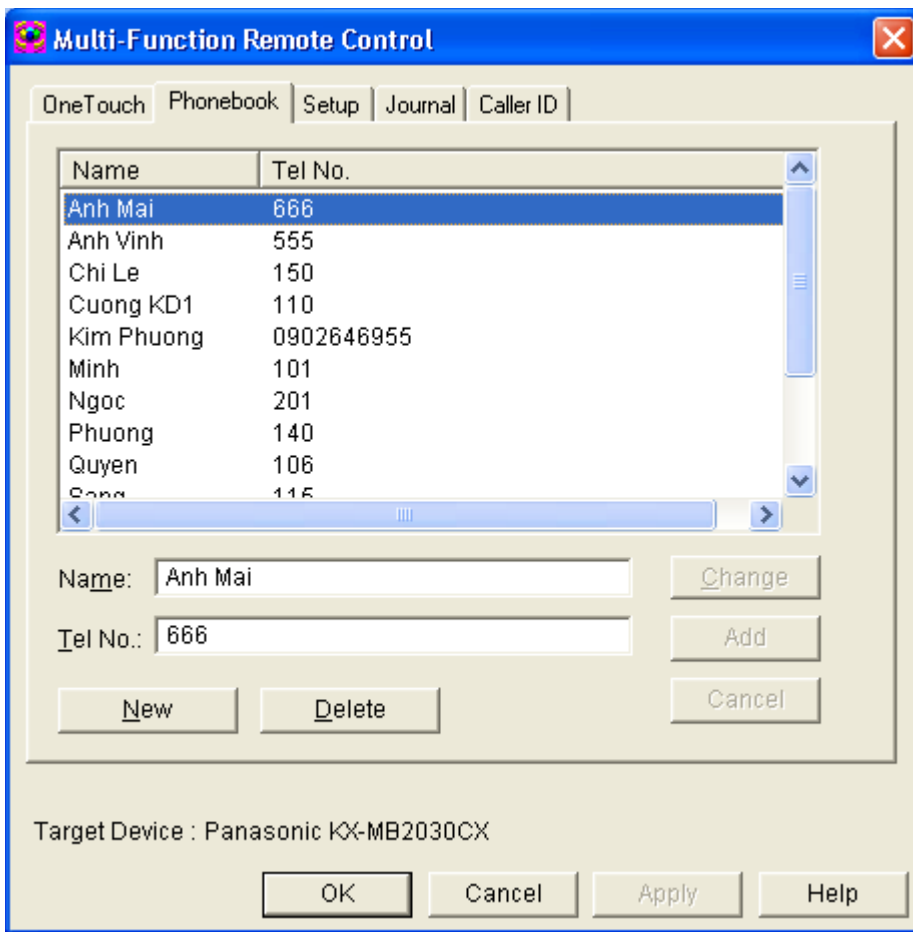 Multi-Function Remote Control
OneTouch Phonebook Setup Journal Caller ID
Name Tel No.
Anh Mai 666
Anh Vinh 555
Chi Le 150
Cuong KD1 110
Kim Phuong 0902646955
Minh 101
Ngoc 201
Phuong 140
Quyen 106
Name: Anh Mai Change
Tel No.: 666 Add
New Delete Cancel
Target Device : Panasonic KX-MB2030CX
OK Cancel Apply Help